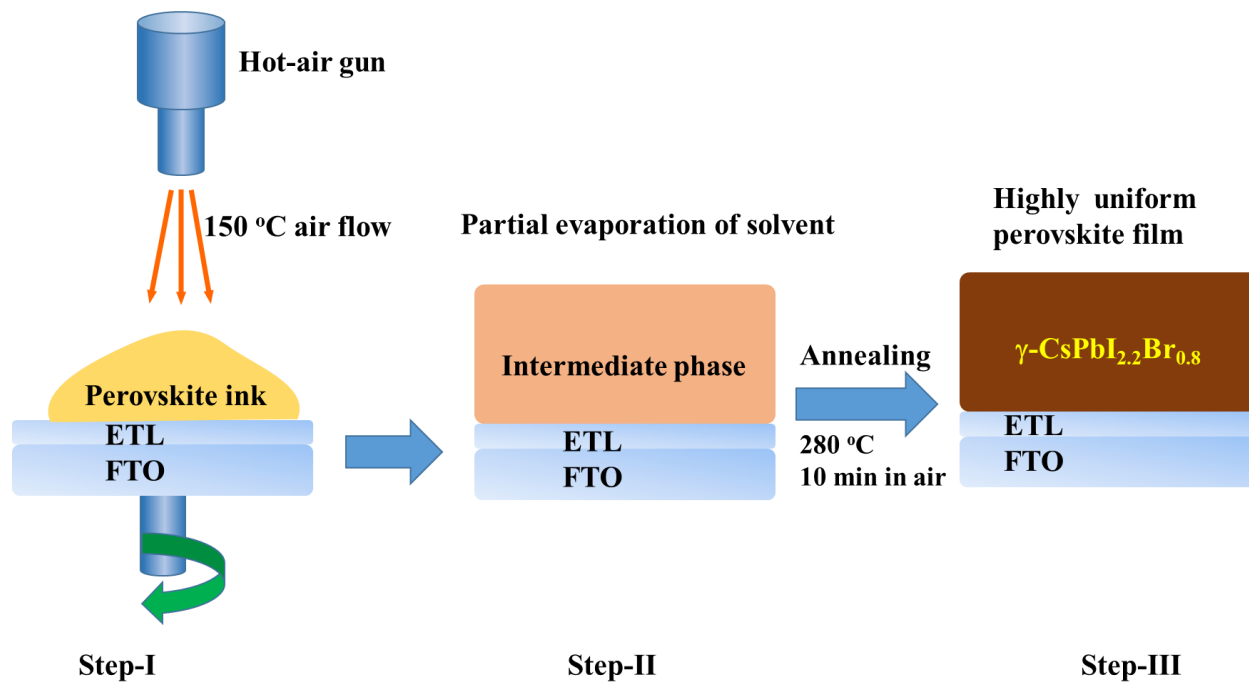 Hot-air gun
150 °C air flow
Perovskite ink
ETL
FTO
Step-I
Partial evaporation of solvent
Intermediate phase
ETL
FTO
Step-II
Annealing
280 °C
10 min in air
Highly uniform
perovskite film
γ-CsPbI₂.₂Br₀.₈
ETL
FTO
Step-III